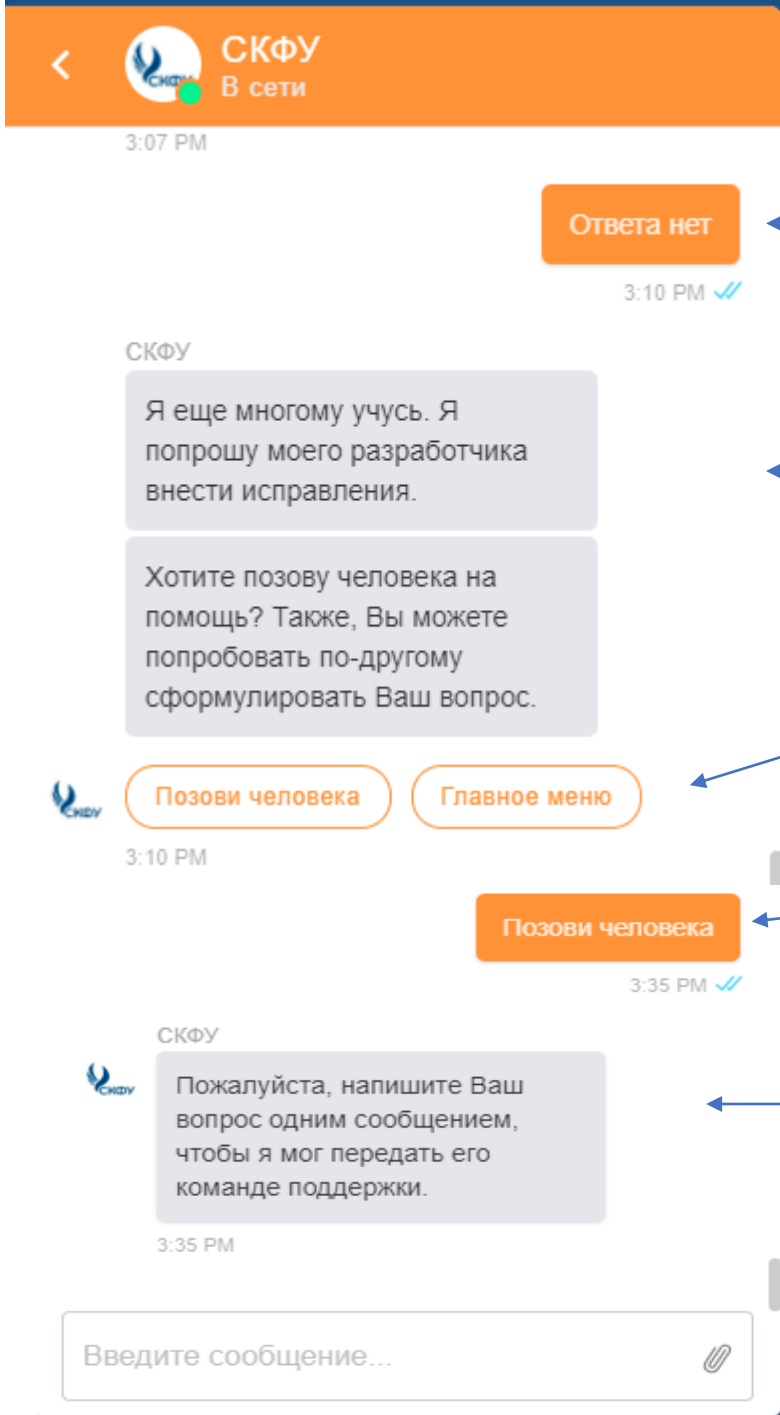 СКФУ
В сети
3:07 PM
Ответа нет
3:10 PM
СКФУ
Я еще многому учусь. Я
попрошу моего разработчика
внести исправления.
Хотите позову человека на
помощь? Также, Вы можете
попробовать по-другому
сформулировать Ваш вопрос.
СКФУ
Позови человека
Главное меню
3:10 PM
Позови человека
3:35 PM
СКФУ
СКФУ
Пожалуйста, напишите Ваш
вопрос одним сообщением,
чтобы я мог передать его
команде поддержки.
3:35 PM
Введите сообщение...